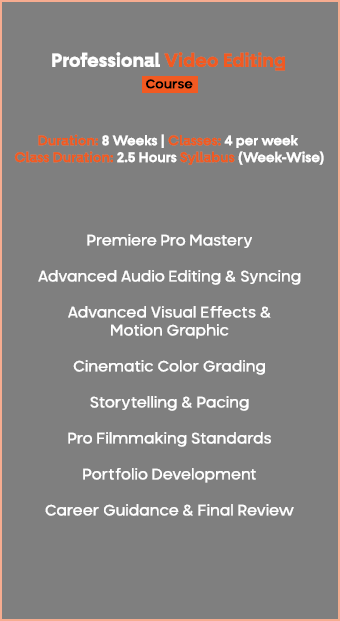 Professional Video Editing
Course
Duration: 8 Weeks | Classes: 4 per week
Class Duration: 2.5 Hours Syllabus (Week-Wise)
Premiere Pro Mastery
Advanced Audio Editing & Syncing
Advanced Visual Effects &
Motion Graphic
Cinematic Color Grading
Storytelling & Pacing
Pro Filmmaking Standards
Portfolio Development
Career Guidance & Final Review